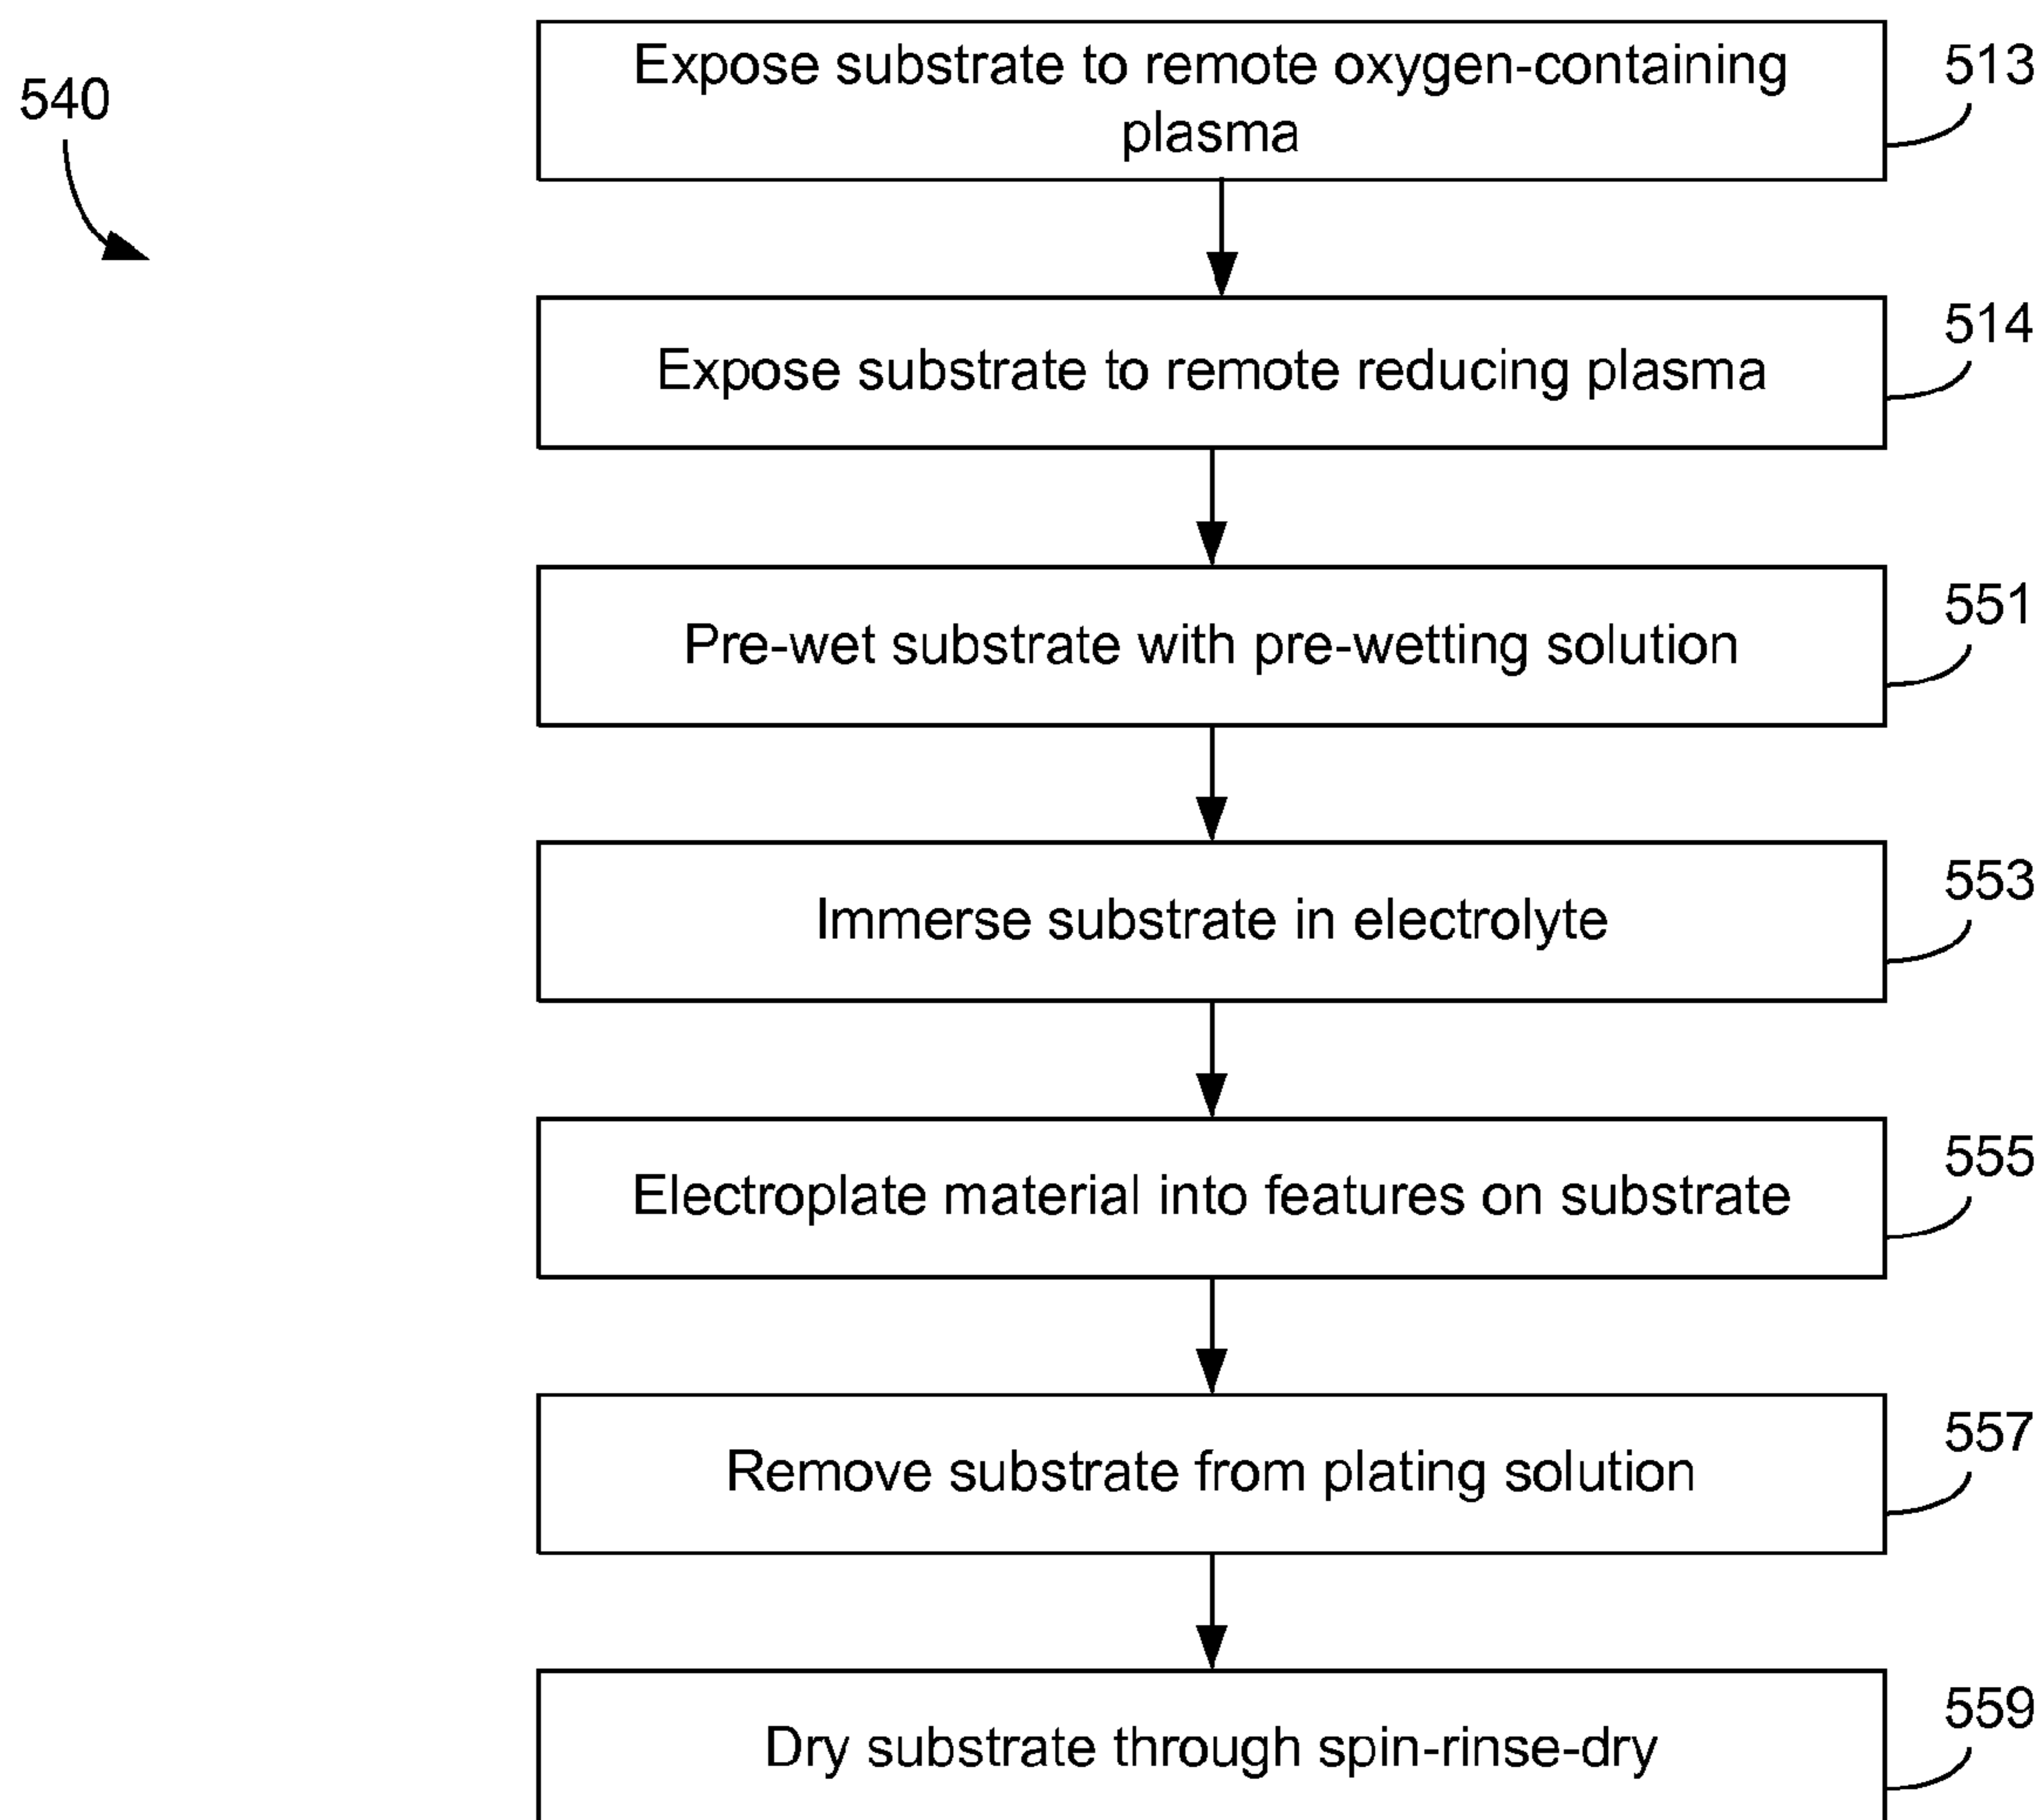 540
Expose substrate to remote oxygen-containing
plasma
513
Expose substrate to remote reducing plasma
514
Pre-wet substrate with pre-wetting solution
551
Immerse substrate in electrolyte
553
Electroplate material into features on substrate
555
Remove substrate from plating solution
557
Dry substrate through spin-rinse-dry
559